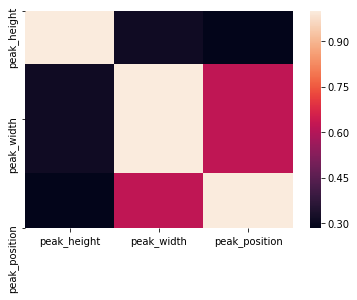 peak_height
peak_width
peak_position
peak_height
peak_width
peak_position
0.90
0.75
0.60
0.45
0.30